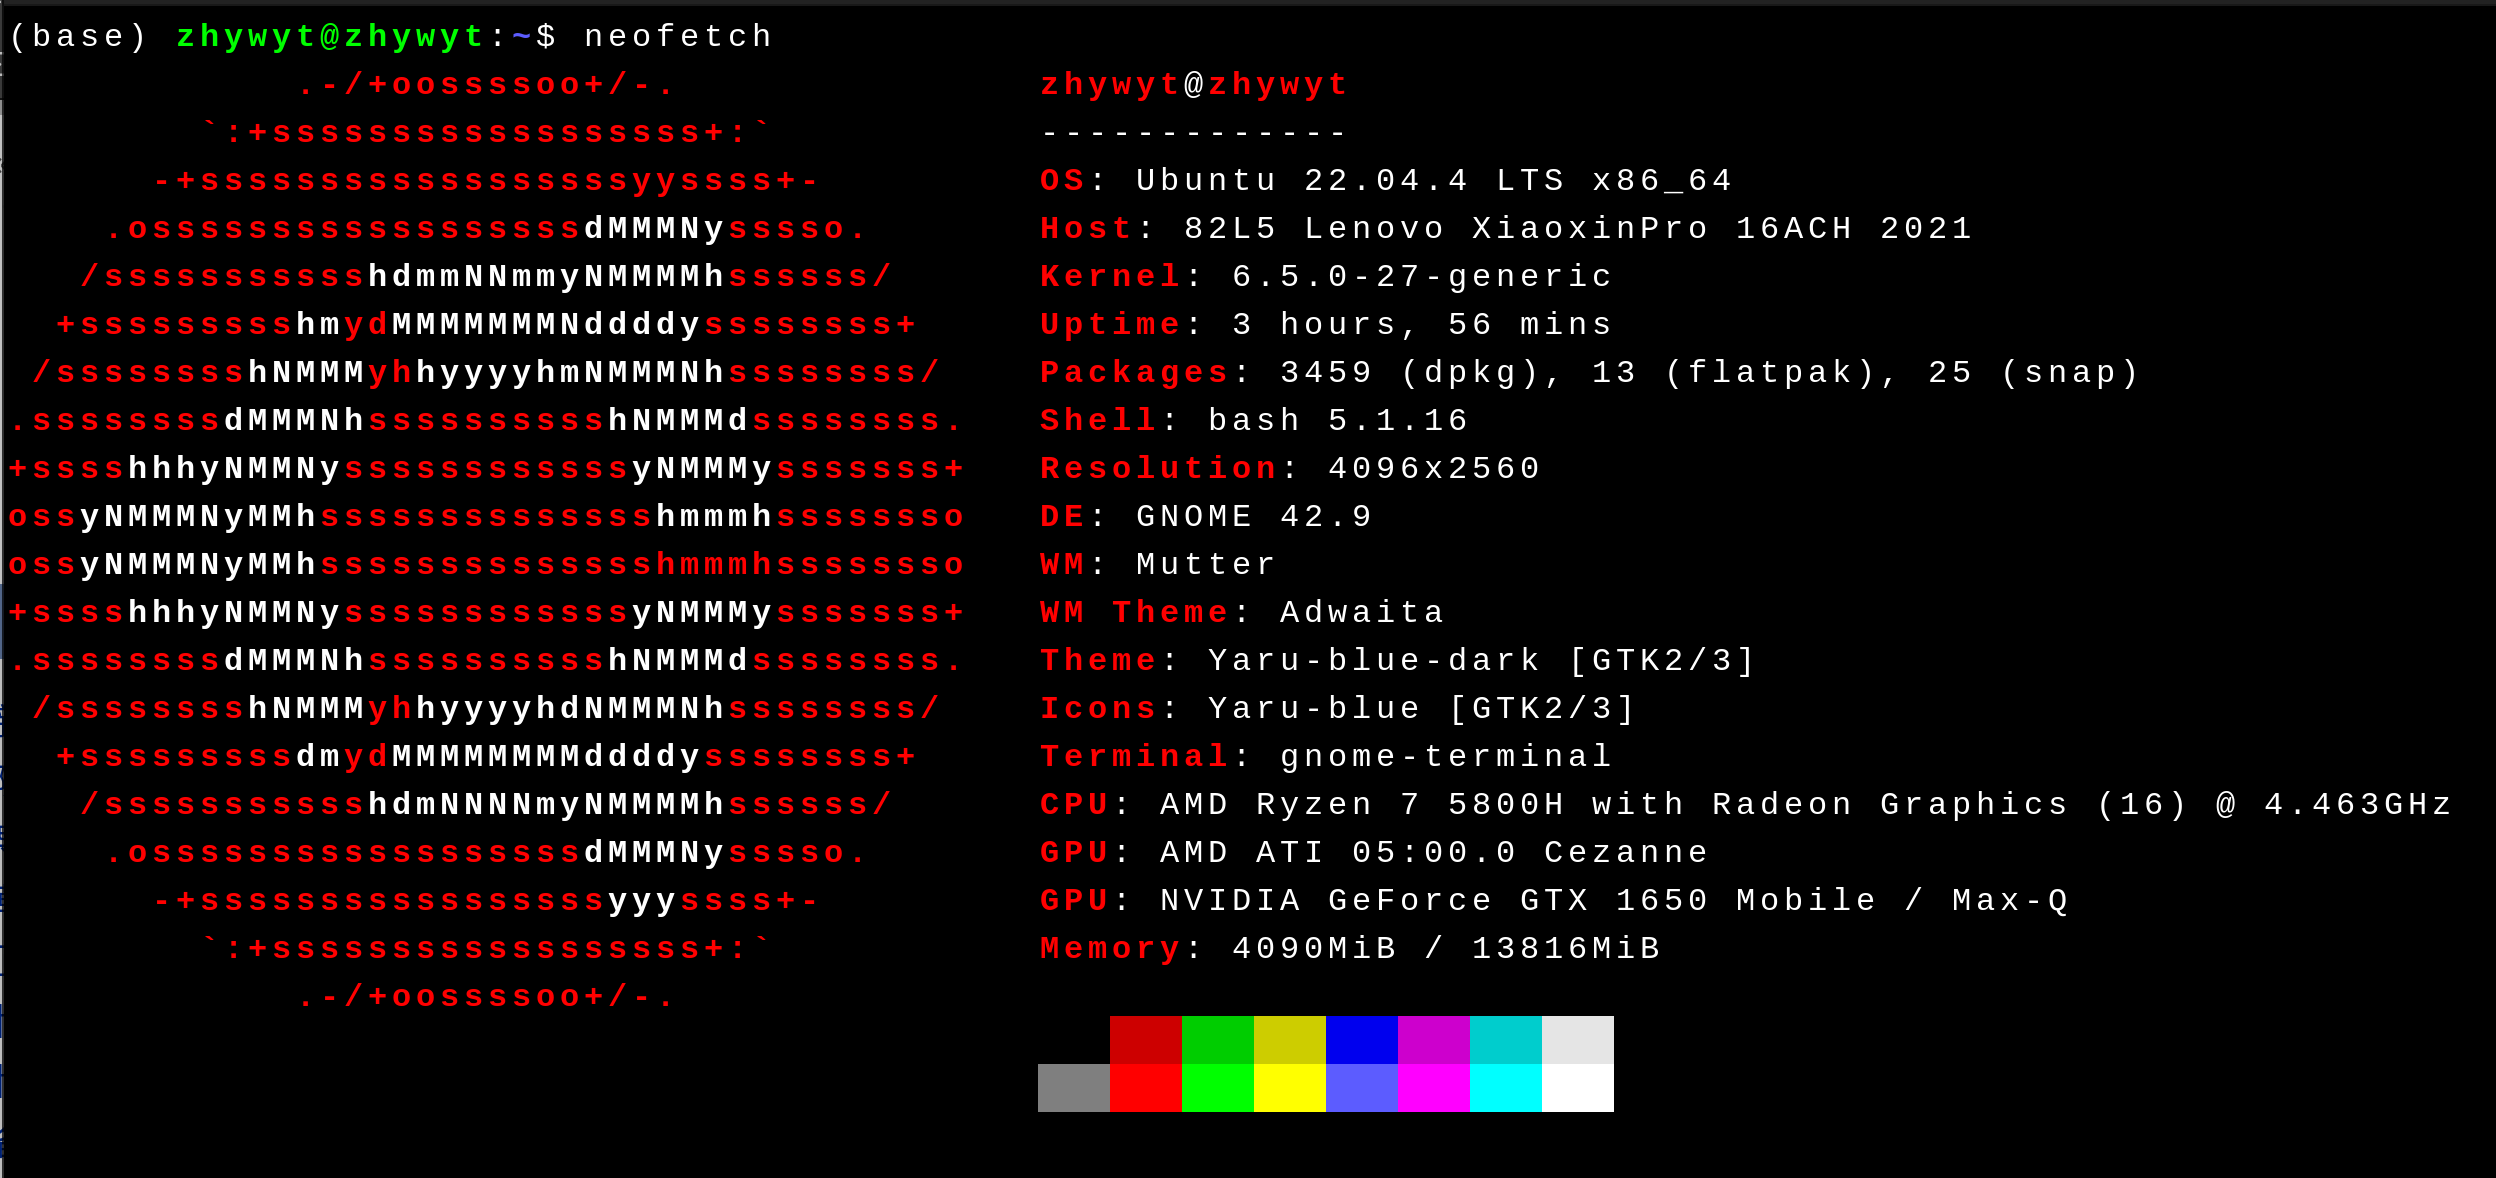 (base) zhywyt@zhywyt:~$ neofetch
            .-/+oossssoo+/-.               zhywyt@zhywyt
        `:+ssssssssssssssssss+:`           -------------
      -+ssssssssssssssssssyyssss+-         OS: Ubuntu 22.04.4 LTS x86_64
    .ossssssssssssssssssdMMMNysssso.       Host: 82L5 Lenovo XiaoxinPro 16ACH 2021
   /ssssssssssshdmmNNmmyNMMMMhssssss/      Kernel: 6.5.0-27-generic
  +ssssssssshmydMMMMMMMNddddyssssssss+     Uptime: 3 hours, 56 mins
 /sssssssshNMMMyhhyyyyhmNMMMNhssssssss/    Packages: 3459 (dpkg), 13 (flatpak), 25 (snap)
.ssssssssdMMMNhsssssssssshNMMMdssssssss.   Shell: bash 5.1.16
+sssshhhyNMMNyssssssssssssyNMMMysssssss+   Resolution: 4096x2560
ossyNMMMNyMMhsssssssssssssshmmmhssssssso   DE: GNOME 42.9
ossyNMMMNyMMhsssssssssssssshmmmhssssssso   WM: Mutter
+sssshhhyNMMNyssssssssssssyNMMMysssssss+   WM Theme: Adwaita
.ssssssssdMMMNhsssssssssshNMMMdssssssss.   Theme: Yaru-blue-dark [GTK2/3]
 /sssssssshNMMMyhhyyyyhdNMMMNhssssssss/    Icons: Yaru-blue [GTK2/3]
  +sssssssssdmydMMMMMMMMddddyssssssss+     Terminal: gnome-terminal
   /ssssssssssshdmNNNNmyNMMMMhssssss/      CPU: AMD Ryzen 7 5800H with Radeon Graphics (16) @ 4.463GHz
    .ossssssssssssssssssdMMMNysssso.       GPU: AMD ATI 05:00.0 Cezanne
      -+sssssssssssssssssyyyssss+-         GPU: NVIDIA GeForce GTX 1650 Mobile / Max-Q
        `:+ssssssssssssssssss+:`           Memory: 4090MiB / 13816MiB
            .-/+oossssoo+/-.